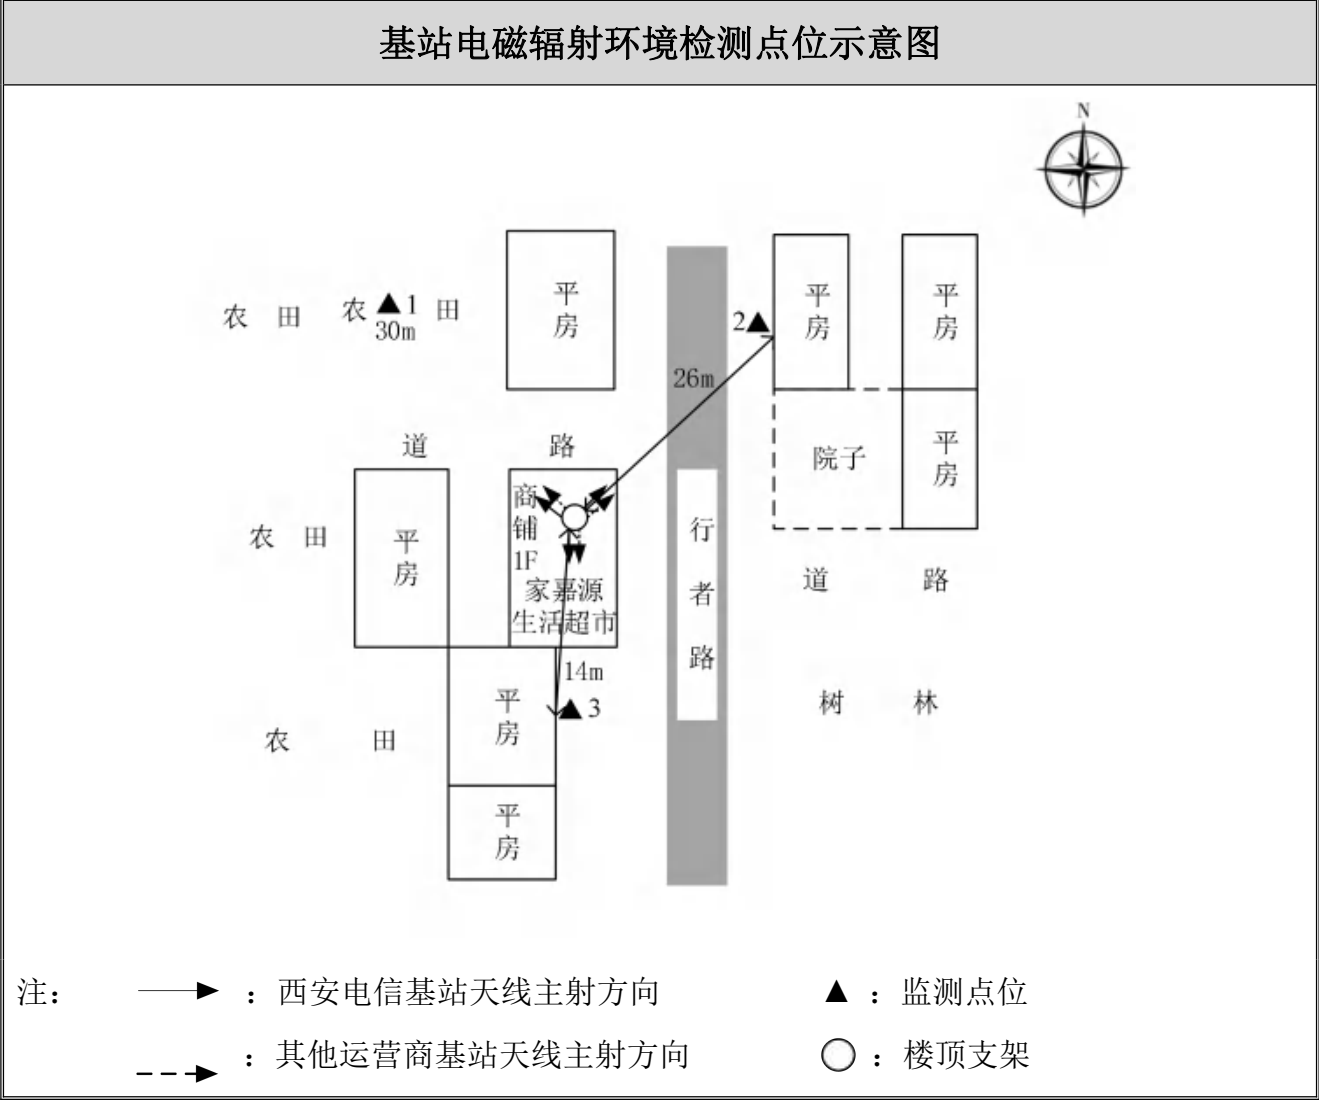 基站电磁辐射环境检测点位示意图
N
平房
平房
平房
农 田
农▲1 田
30m
2▲
26m
道 路
院子
平房
农 田
平房
商铺1F
家嘉源
生活超市
行者路
道 路
14m
▲3
平房
树 林
农 田
平房
注：
：西安电信基站天线主射方向
▲：监测点位
：其他运营商基站天线主射方向
：楼顶支架